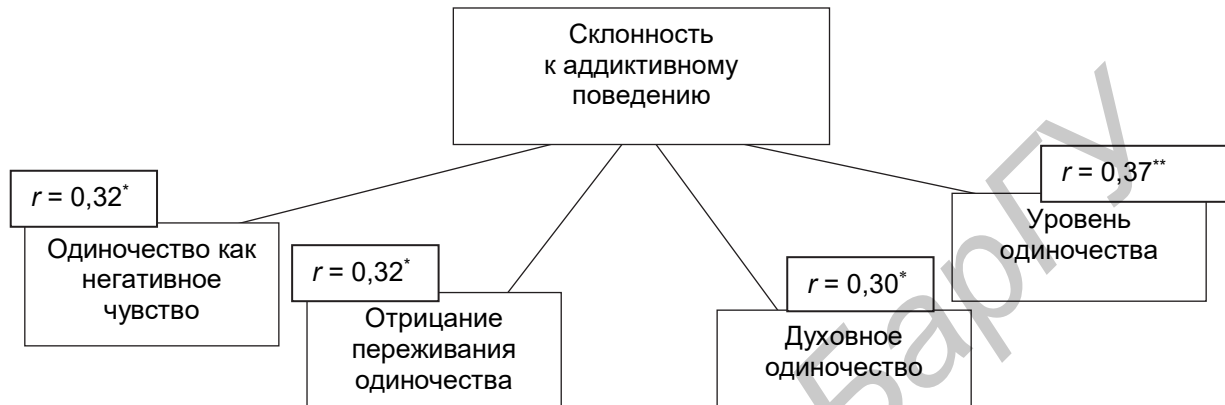 Склонность
к аддиктивному
поведению
r = 0,32*
Одиночество как
негативное
чувство
r = 0,32*
Отрицание
переживания
одиночества
r = 0,30*
Духовное
одиночество
r = 0,37**
Уровень
одиночества
БарГУ